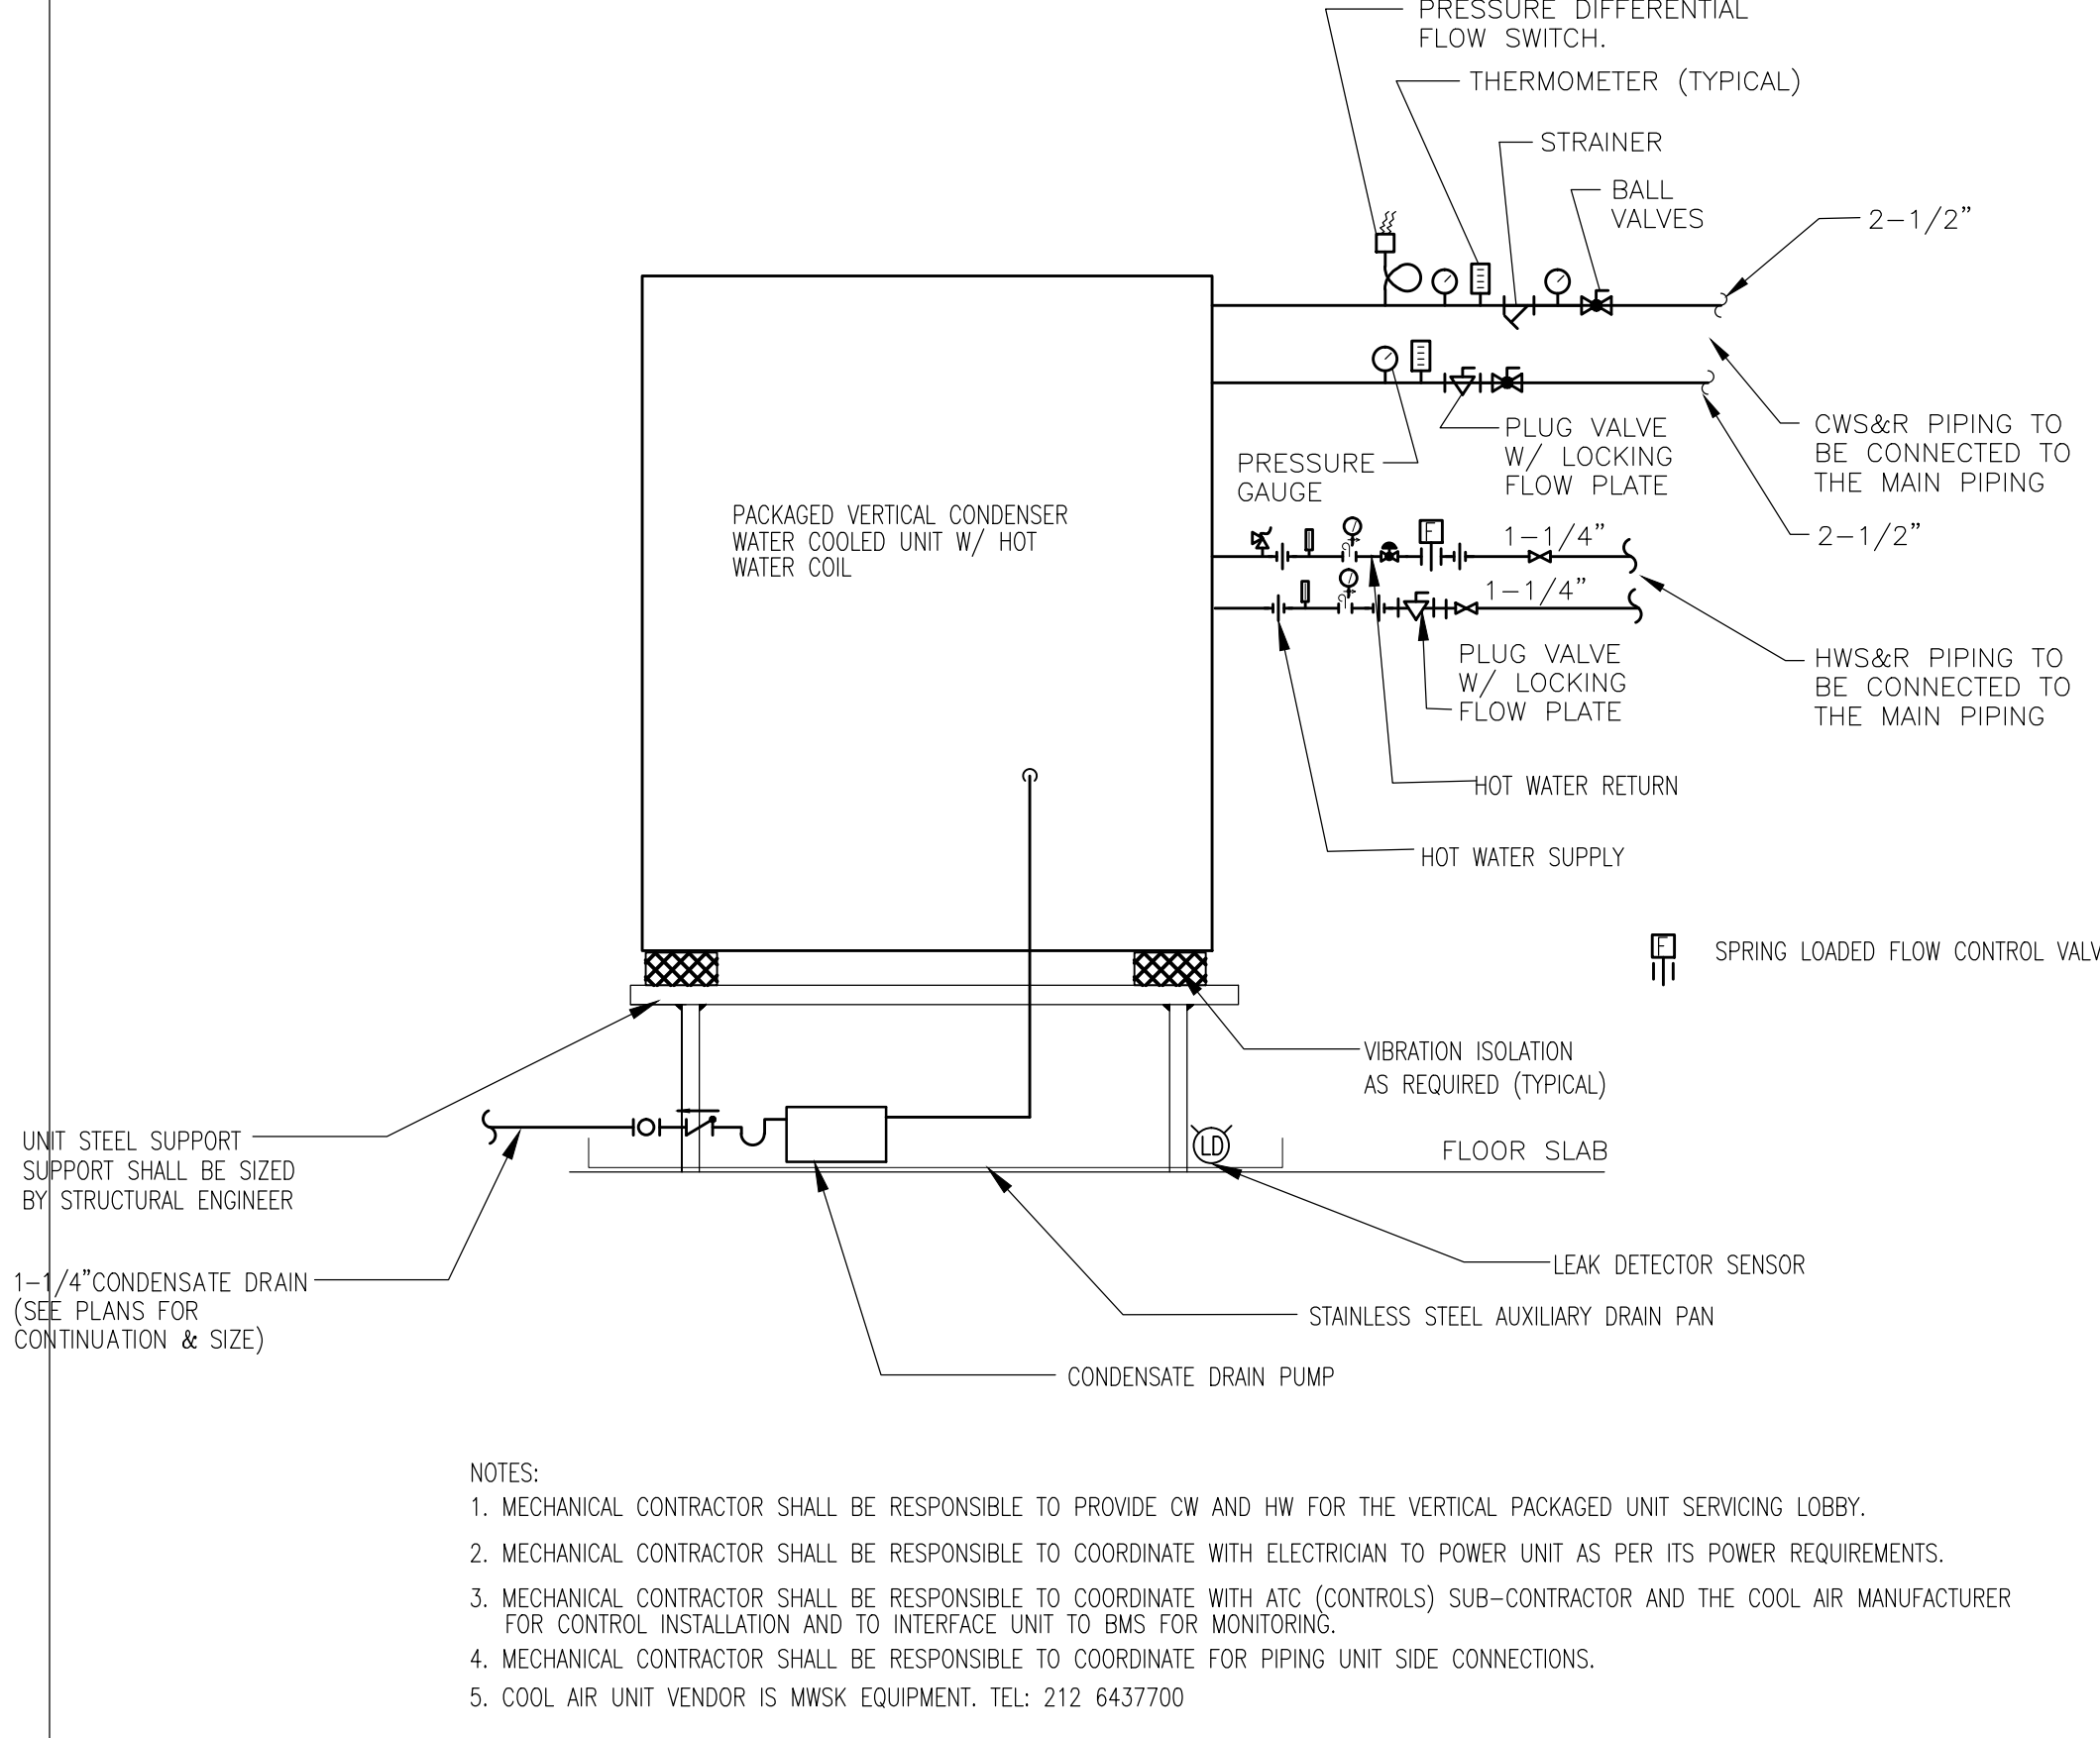 PRESSURE DIFFERENTIAL
FLOW SWITCH.
THERMOMETER (TYPICAL)
STRAINER
BALL
VALVES
2-1/2"
CWS&R PIPING TO
BE CONNECTED TO
THE MAIN PIPING
PLUG VALVE
W/ LOCKING
FLOW PLATE
PRESSURE
GAUGE
PACKAGED VERTICAL CONDENSER
WATER COOLED UNIT W/ HOT
WATER COIL
F
1-1/4"
2-1/2"
1-1/4"
PLUG VALVE
W/ LOCKING
FLOW PLATE
HWS&R PIPING TO
BE CONNECTED TO
THE MAIN PIPING
HOT WATER RETURN
HOT WATER SUPPLY
F
SPRING LOADED FLOW CONTROL VALV
VIBRATION ISOLATION
AS REQUIRED (TYPICAL)
UNIT STEEL SUPPORT
SUPPORT SHALL BE SIZED
BY STRUCTURAL ENGINEER
LD
FLOOR SLAB
1-1/4"CONDENSATE DRAIN
(SEE PLANS FOR
CONTINUATION & SIZE)
LEAK DETECTOR SENSOR
STAINLESS STEEL AUXILIARY DRAIN PAN
CONDENSATE DRAIN PUMP
NOTES:
1. MECHANICAL CONTRACTOR SHALL BE RESPONSIBLE TO PROVIDE CW AND HW FOR THE VERTICAL PACKAGED UNIT SERVICING LOBBY.
2. MECHANICAL CONTRACTOR SHALL BE RESPONSIBLE TO COORDINATE WITH ELECTRICIAN TO POWER UNIT AS PER ITS POWER REQUIREMENTS.
3. MECHANICAL CONTRACTOR SHALL BE RESPONSIBLE TO COORDINATE WITH ATC (CONTROLS) SUB-CONTRACTOR AND THE COOL AIR MANUFACTURER
FOR CONTROL INSTALLATION AND TO INTERFACE UNIT TO BMS FOR MONITORING.
4. MECHANICAL CONTRACTOR SHALL BE RESPONSIBLE TO COORDINATE FOR PIPING UNIT SIDE CONNECTIONS.
5. COOL AIR UNIT VENDOR IS MWSK EQUIPMENT. TEL: 212 6437700